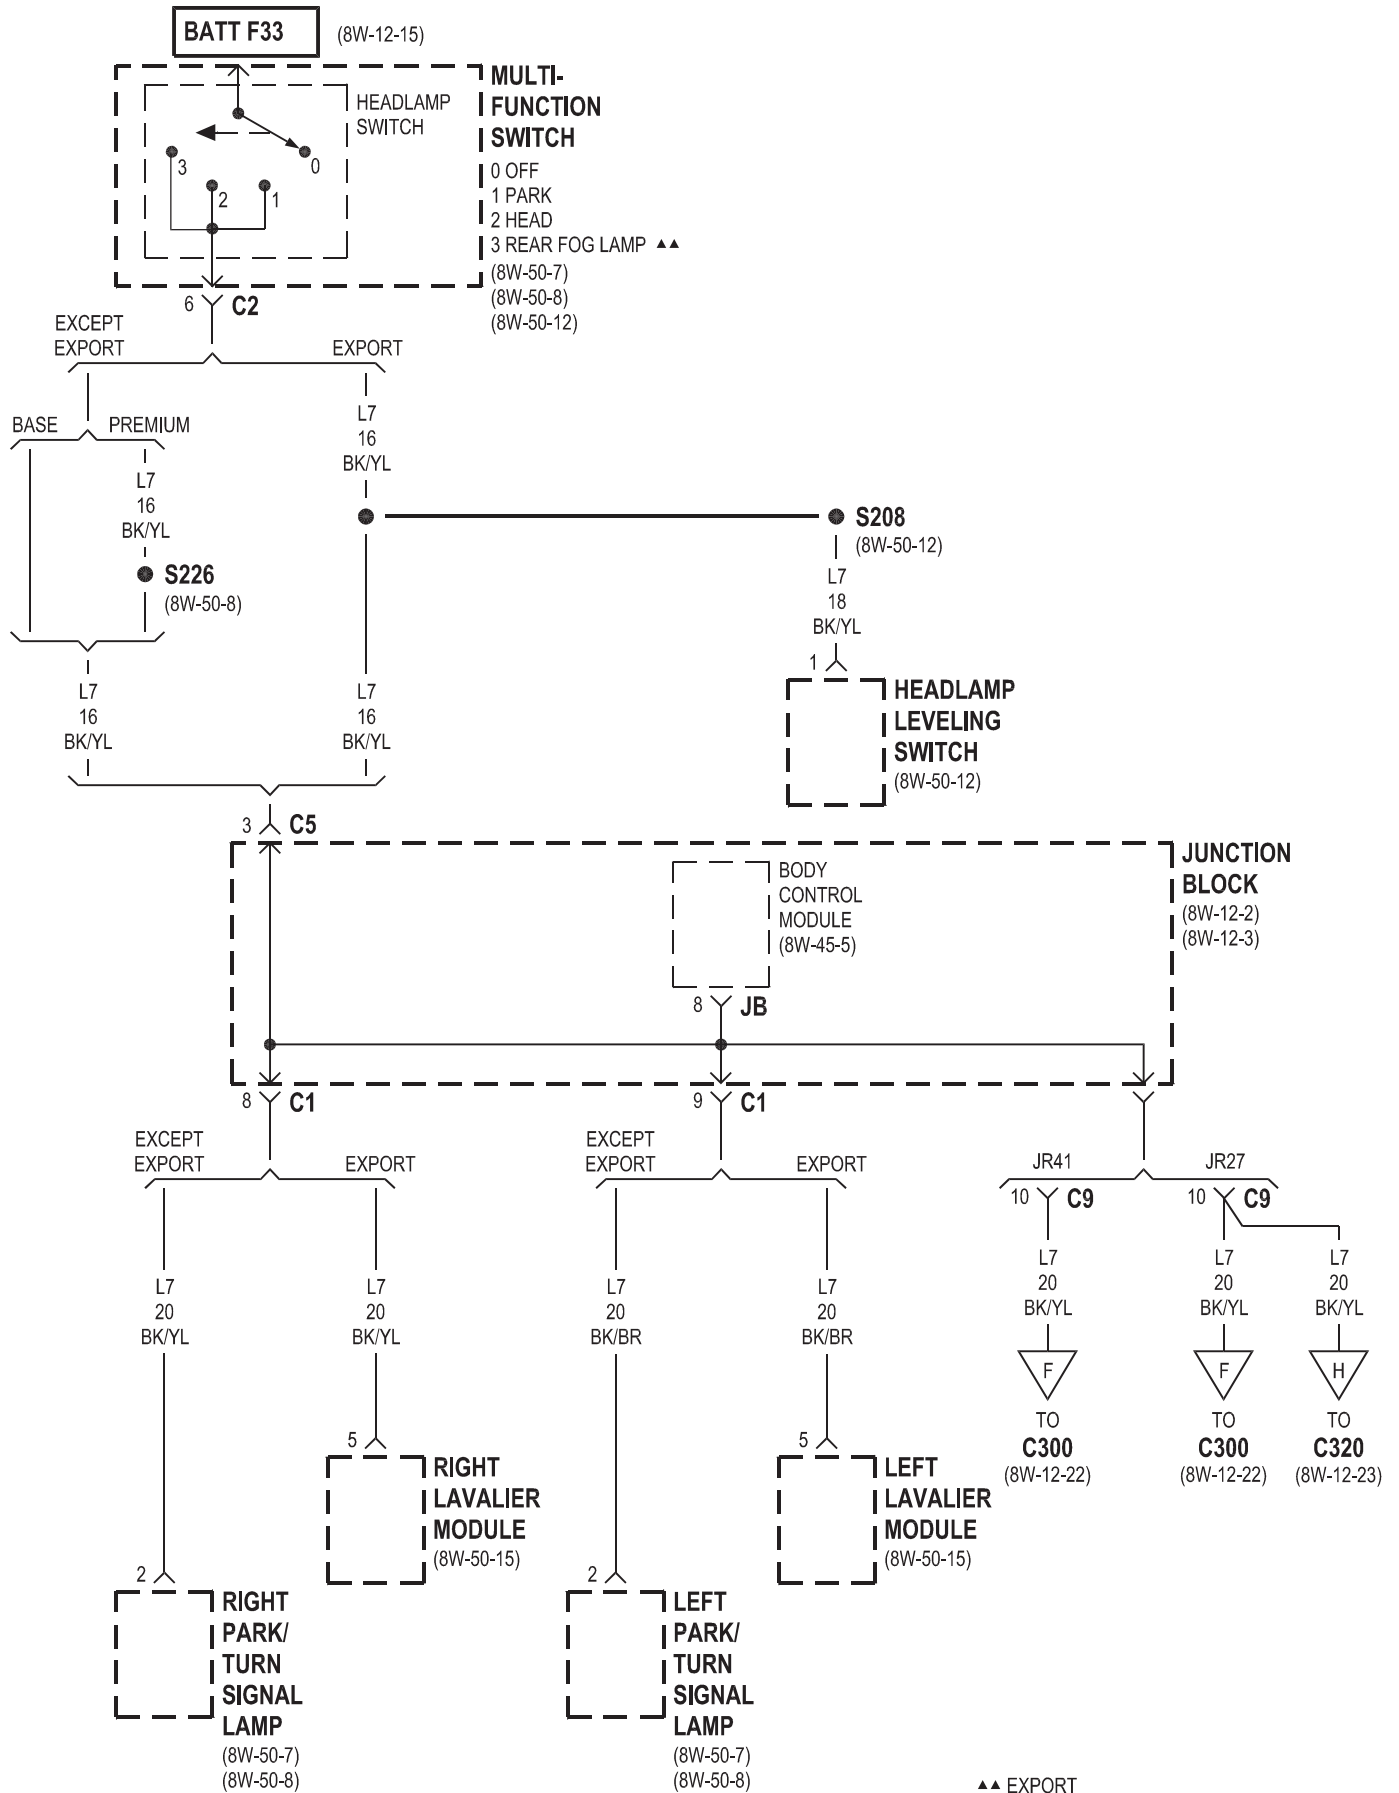 BATT F33 (8W-12-15)
MULTI-
FUNCTION
SWITCH
0 OFF
1 PARK
2 HEAD
3 REAR FOG LAMP ▲▲
(8W-50-7)
(8W-50-8)
(8W-50-12)
HEADLAMP
SWITCH
3
0
2
1
6 C2
EXCEPT
EXPORT
EXPORT
BASE
PREMIUM
L7
16
BK/YL
L7
16
BK/YL
S226
(8W-50-8)
S208
(8W-50-12)
L7
18
BK/YL
1
HEADLAMP
LEVELING
SWITCH
(8W-50-12)
L7
16
BK/YL
L7
16
BK/YL
3 C5
JUNCTION
BLOCK
(8W-12-2)
(8W-12-3)
BODY
CONTROL
MODULE
(8W-45-5)
8 JB
8 C1
9 C1
EXCEPT
EXPORT
EXPORT
EXCEPT
EXPORT
EXPORT
JR41
JR27
10 C9
10 C9
L7
20
BK/YL
L7
20
BK/YL
L7
20
BK/BR
L7
20
BK/BR
L7
20
BK/YL
L7
20
BK/YL
L7
20
BK/YL
F
TO
C300
(8W-12-22)
F
TO
C300
(8W-12-22)
H
TO
C320
(8W-12-23)
5
RIGHT
LAVALIER
MODULE
(8W-50-15)
5
LEFT
LAVALIER
MODULE
(8W-50-15)
2
RIGHT
PARK/
TURN
SIGNAL
LAMP
(8W-50-7)
(8W-50-8)
2
LEFT
PARK/
TURN
SIGNAL
LAMP
(8W-50-7)
(8W-50-8)
▲▲ EXPORT